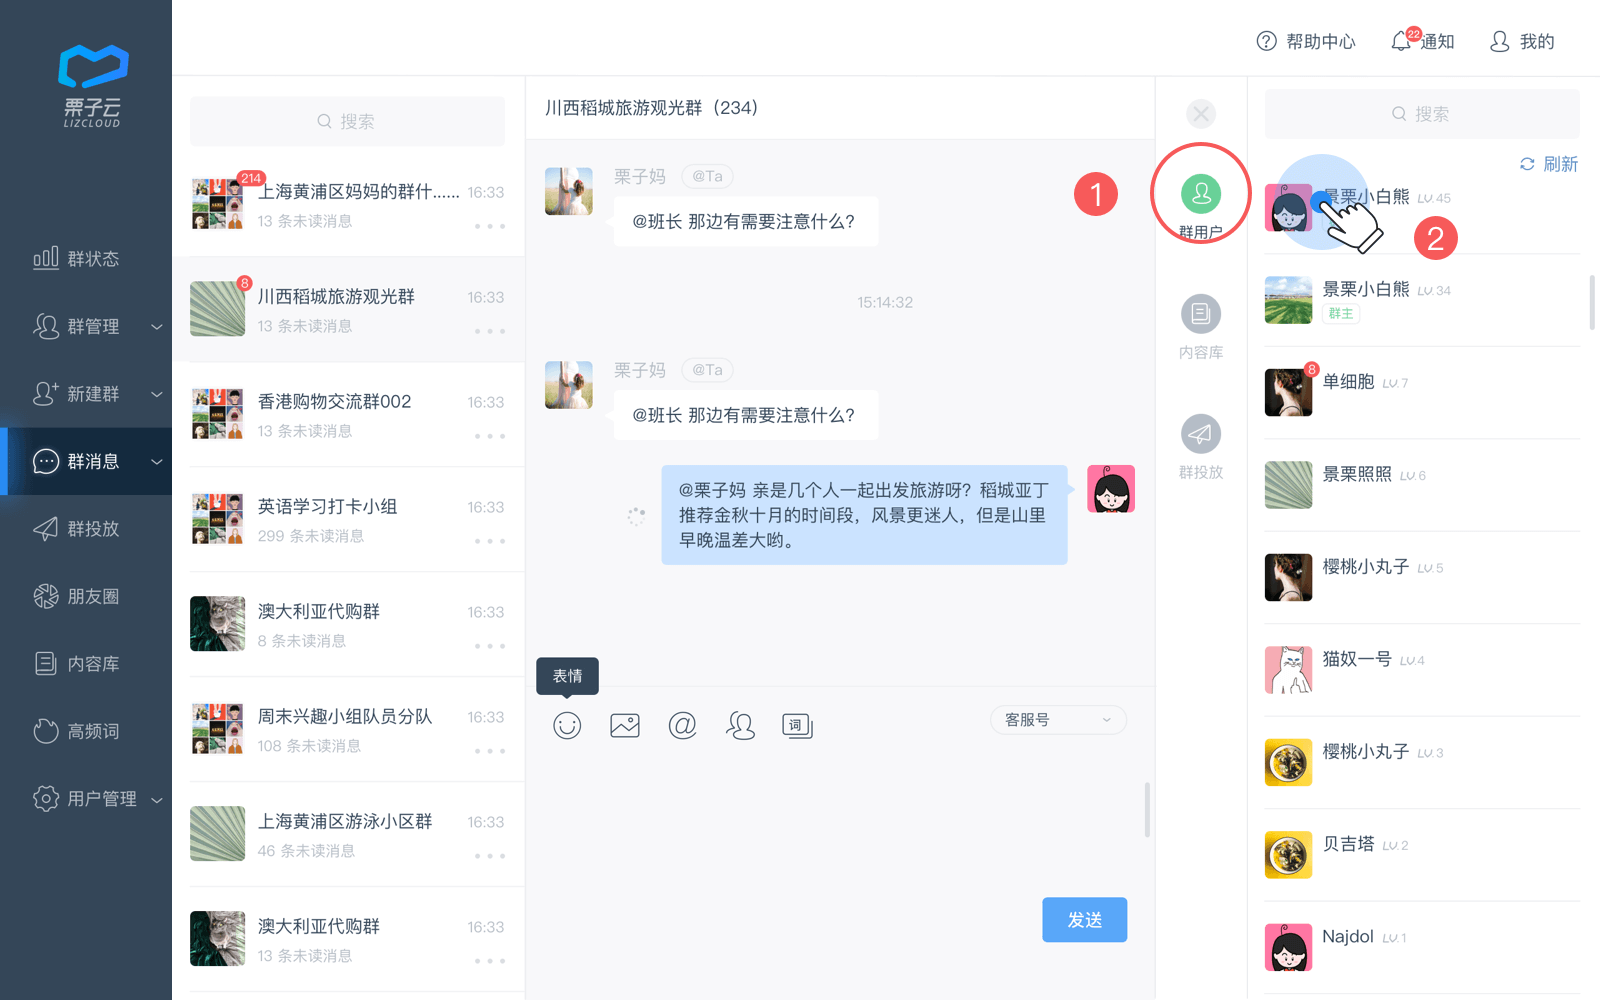 栗子云
LIZCLOUD
群状态
群管理
新建群
群消息
群投放
朋友圈
内容库
高频词
用户管理
帮助中心
22
通知
我的
搜索
214
上海黄浦区妈妈的群什...... 16:33
13 条未读消息
8
川西稻城旅游观光群 16:33
13 条未读消息
香港购物交流群002 16:33
13 条未读消息
英语学习打卡小组 16:33
299 条未读消息
澳大利亚代购群 16:33
8 条未读消息
周末兴趣小组队员分队 16:33
108 条未读消息
上海黄浦区游泳小区群 16:33
46 条未读消息
澳大利亚代购群 16:33
13 条未读消息
川西稻城旅游观光群（234）
栗子妈 @Ta
@班长 那边有需要注意什么？
15:14:32
栗子妈 @Ta
@班长 那边有需要注意什么？
@栗子妈 亲是几个人一起出发旅游呀？稻城亚丁
推荐金秋十月的时间段，风景更迷人，但是山里
早晚温差大哟。
表情
词
客服号
发送
1
群用户
内容库
群投放
搜索
刷新
景栗小白熊 LV.45
2
景栗小白熊 LV.34
群主
8
单细胞 LV.7
景栗照照 LV.6
樱桃小丸子 LV.5
猫奴一号 LV.4
樱桃小丸子 LV.3
贝吉塔 LV.2
Najdol LV.1